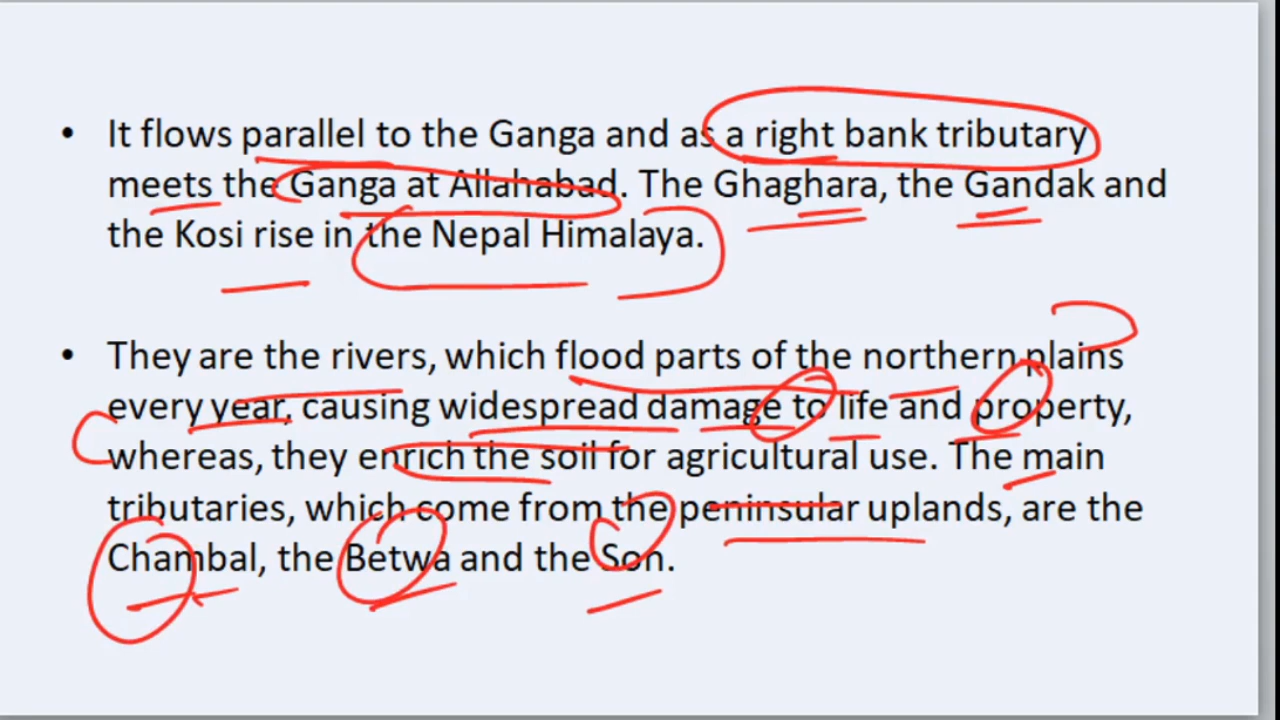 • It flows parallel to the Ganga and as a right bank tributary
meets the Ganga at Allahabad. The Ghaghara, the Gandak and
the Kosi rise in the Nepal Himalaya.
• They are the rivers, which flood parts of the northern plains
every year, causing widespread damage to life and property,
whereas, they enrich the soil for agricultural use. The main
tributaries, which come from the peninsular uplands, are the
Chambal, the Betwa and the Son.